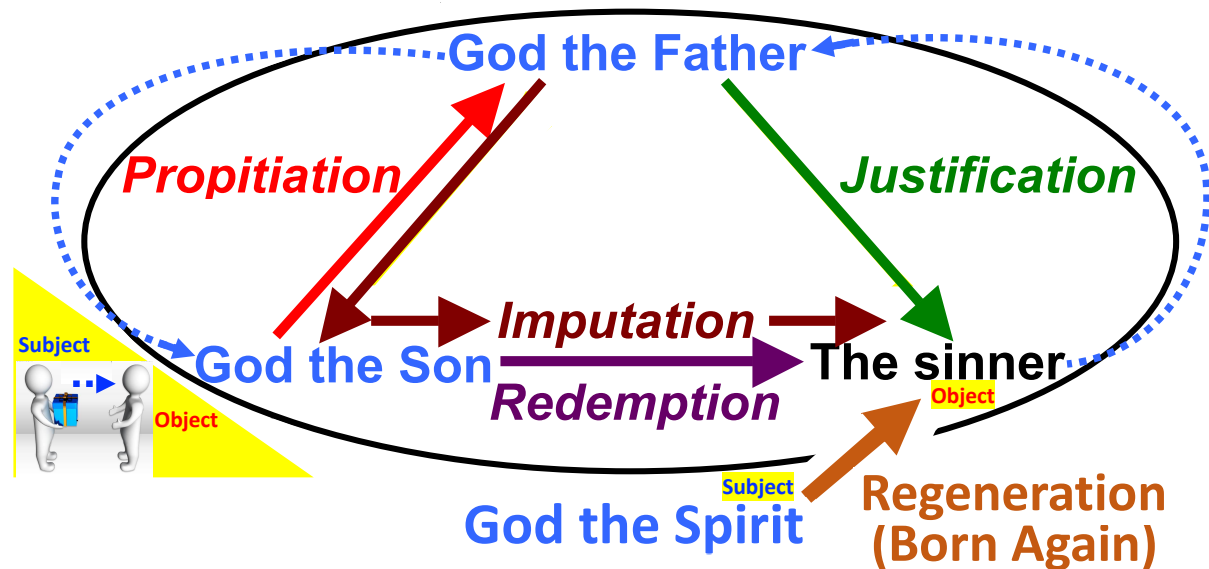 God the Father
Propitiation
Justification
Imputation
Subject
God the Son
The sinner
Object
Redemption
Object
Subject
God the Spirit
Regeneration
(Born Again)